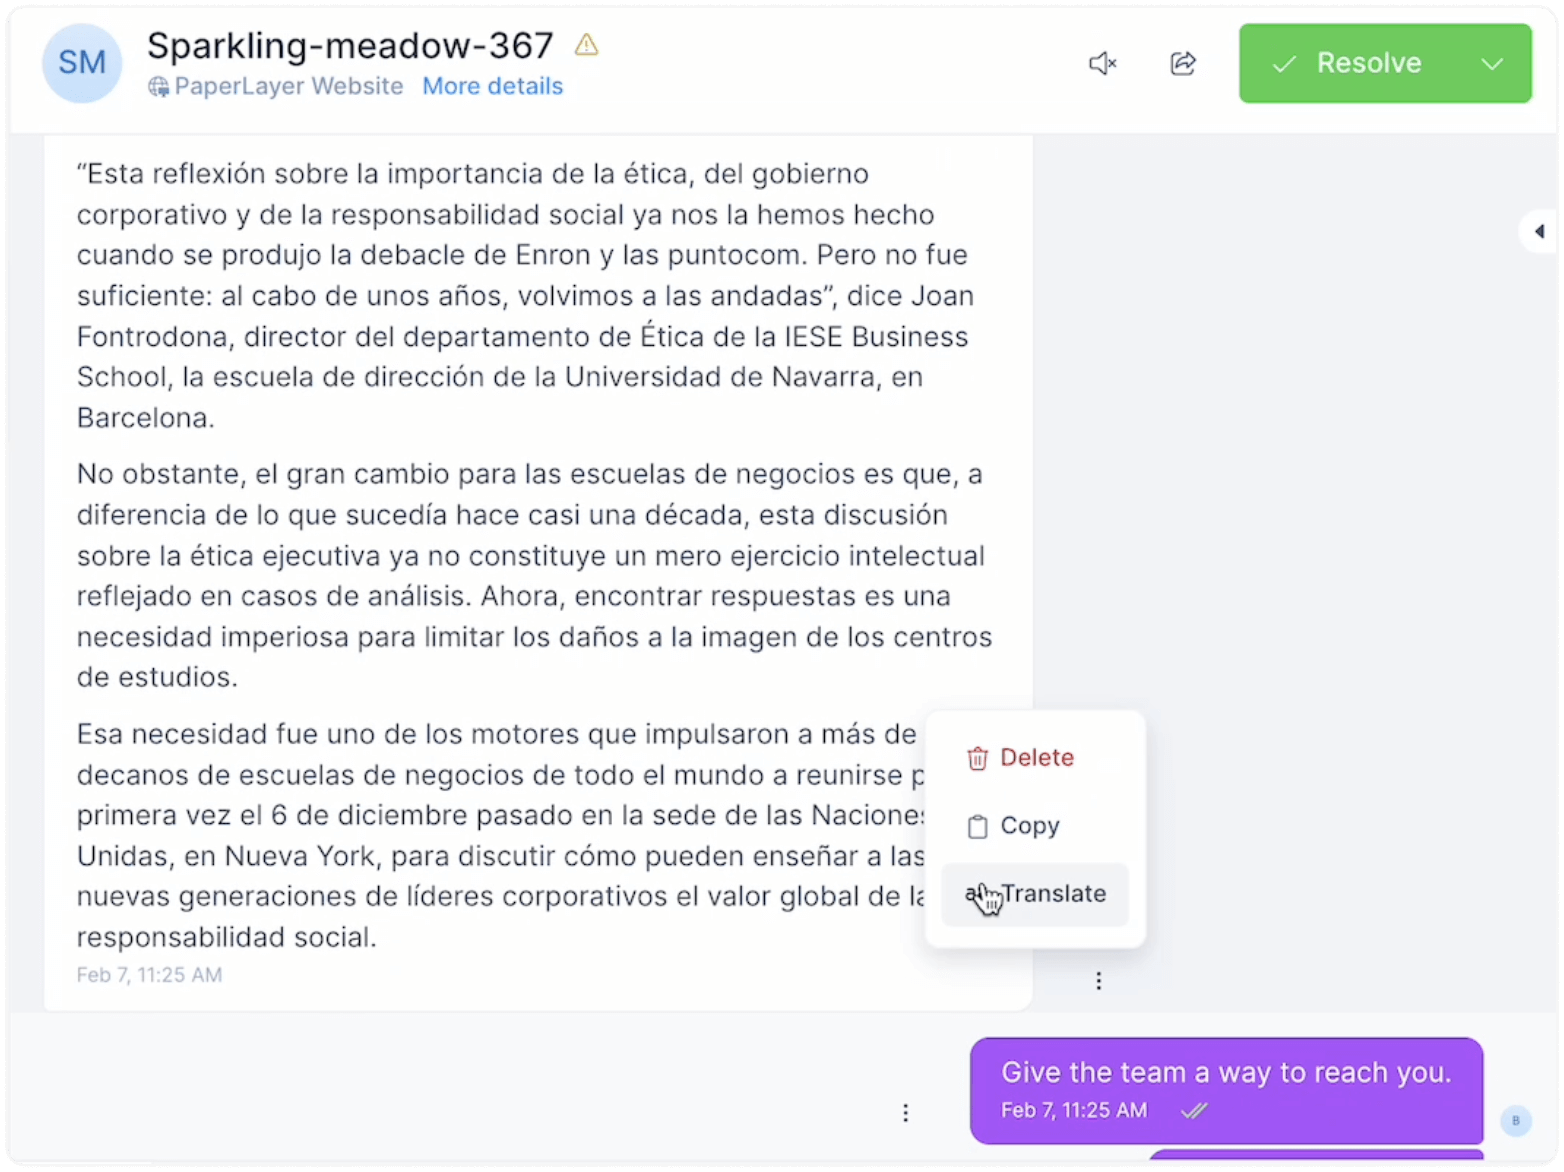 SM
Sparkling-meadow-367
PaperLayer Website More details
Resolve
“Esta reflexión sobre la importancia de la ética, del gobierno
corporativo y de la responsabilidad social ya nos la hemos hecho
cuando se produjo la debacle de Enron y las puntocom. Pero no fue
suficiente: al cabo de unos años, volvimos a las andadas”, dice Joan
Fontrodona, director del departamento de Ética de la IESE Business
School, la escuela de dirección de la Universidad de Navarra, en
Barcelona.
No obstante, el gran cambio para las escuelas de negocios es que, a
diferencia de lo que sucedía hace casi una década, esta discusión
sobre la ética ejecutiva ya no constituye un mero ejercicio intelectual
reflejado en casos de análisis. Ahora, encontrar respuestas es una
necesidad imperiosa para limitar los daños a la imagen de los centros
de estudios.
Esa necesidad fue uno de los motores que impulsaron a más de
decanos de escuelas de negocios de todo el mundo a reunirse
primera vez el 6 de diciembre pasado en la sede de las Naciones
Unidas, en Nueva York, para discutir cómo pueden enseñar a las
nuevas generaciones de líderes corporativos el valor global de la
responsabilidad social.
Feb 7, 11:25 AM
Delete
Copy
Translate
Give the team a way to reach you.
Feb 7, 11:25 AM
B